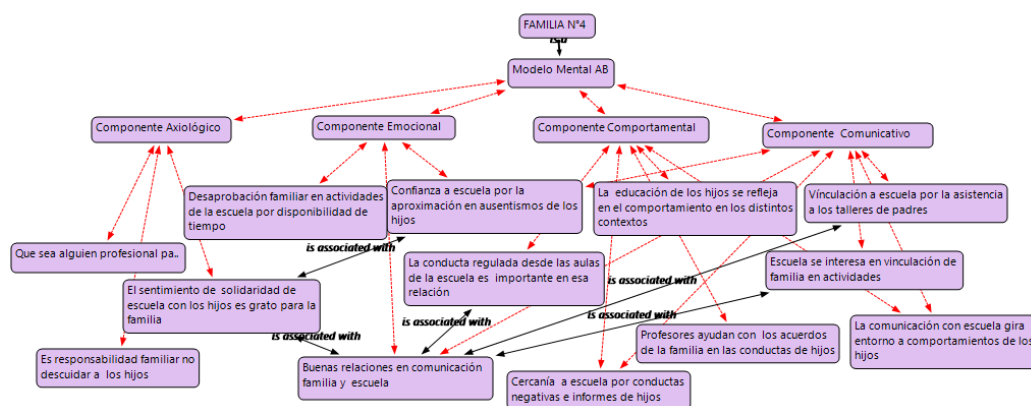 FAMILIA N°4
is a
Modelo Mental AB
Componente Axiológico
Componente Emocional
Componente Comportamental
Componente Comunicativo
Desaprobación familiar en actividades
de la escuela por disponibilidad de
tiempo
Confianza a escuela por la
aproximación en ausentismos de los
hijos
La educación de los hijos se refleja
en el comportamiento en los distintos
contextos
Vínculación a escuela por la asistencia
a los talleres de padres
is associated with
Que sea alguien profesional pa..
La conducta regulada desde las aulas
de la escuela es importante en esa
relación
is associated with
Escuela se interesa en vinculación de
familia en actividades
El sentimiento de solidaridad de
escuela con los hijos es grato para la
familia
is associated with
is associated with
is associated with
Profesores ayudan con los acuerdos
de la familia en las conductas de hijos
La comunicación con escuela gira
entorno a comportamientos de los
hijos
Es responsabilidad familiar no
descuidar a los hijos
Buenas relaciones en comunicación
familia y escuela
Cercanía a escuela por conductas
negativas e informes de hijos